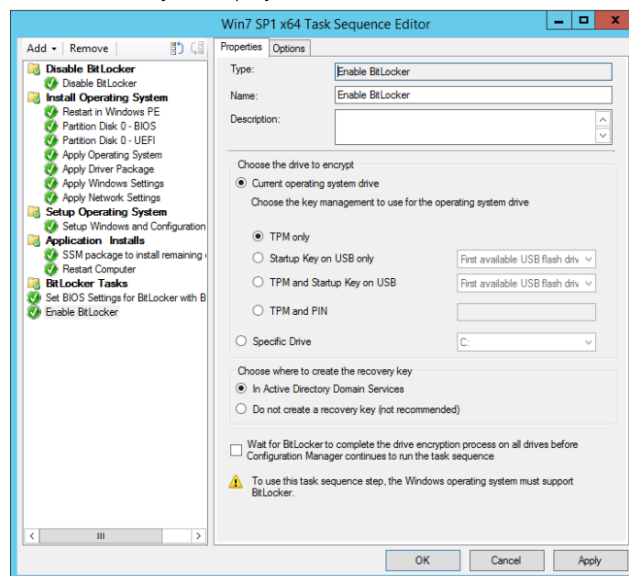 Win7 SP1 x64 Task Sequence Editor
Add
Remove
Disable BitLocker
Disable BitLocker
Install Operating System
Restart in Windows PE
Partition Disk 0 - BIOS
Partition Disk 0 - UEFI
Apply Operating System
Apply Driver Package
Apply Windows Settings
Apply Network Settings
Setup Operating System
Setup Windows and Configuration
Application Installs
SSM package to install remaining
Restart Computer
BitLocker Tasks
Set BIOS Settings for BitLocker with B
Enable BitLocker
Properties
Options
Type:
Enable BitLocker
Name:
Enable BitLocker
Description:
Choose the drive to encrypt
Current operating system drive
Choose the key management to use for the operating system drive
TPM only
Startup Key on USB only
First available USB flash driv
TPM and Startup Key on USB
First available USB flash driv
TPM and PIN
Specific Drive
C:
Choose where to create the recovery key
In Active Directory Domain Services
Do not create a recovery key (not recommended)
Wait for BitLocker to complete the drive encryption process on all drives before
Configuration Manager continues to run the task sequence
To use this task sequence step, the Windows operating system must support
BitLocker.
OK
Cancel
Apply